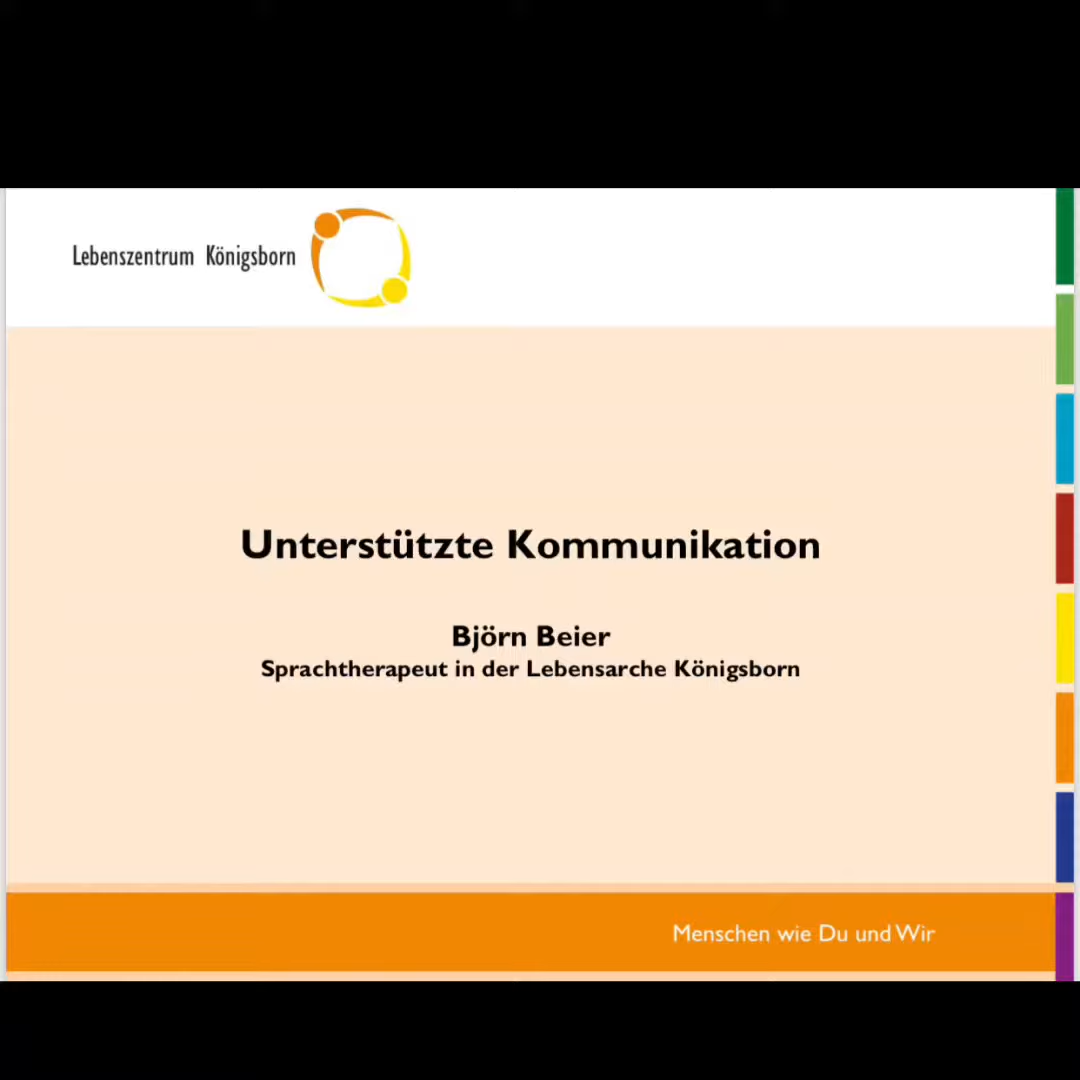 Lebenszentrum Königsborn
Unterstützte Kommunikation
Björn Beier
Sprachtherapeut in der Lebensarche Königsborn
Menschen wie Du und Wir